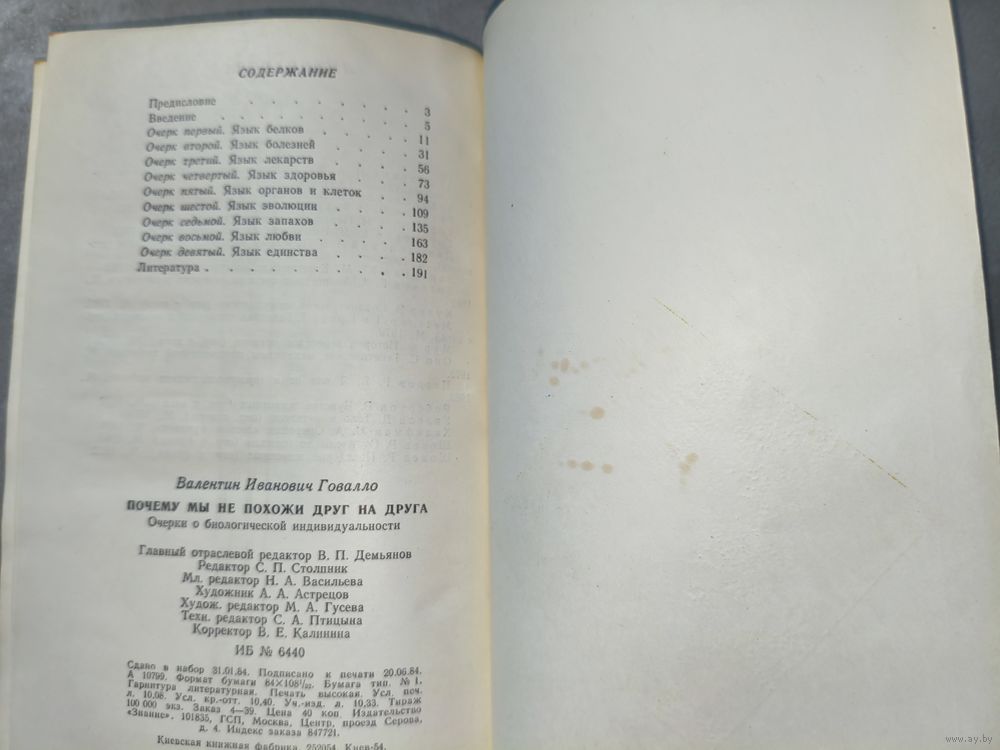 СОДЕРЖАНИЕ
Предисловие . . . . . . . . 3
Введение . . . . . . . . 5
Очерк первый. Язык белков . . . . . 11
Очерк второй. Язык болезней . . . . 31
Очерк третий. Язык лекарств . . . . 56
Очерк четвертый. Язык здоровья . . . 73
Очерк пятый. Язык органов и клеток . . 94
Очерк шестой. Язык эволюции . . . . 109
Очерк седьмой. Язык запахов . . . . 135
Очерк восьмой. Язык любви . . . . 163
Очерк девятый. Язык единства . . . . 182
Литература . . . . . . . . . 191
Валентин Иванович Говалло
ПОЧЕМУ МЫ НЕ ПОХОЖИ ДРУГ НА ДРУГА
Очерки о биологической индивидуальности
Главный отраслевой редактор В. П. Демьянов
Редактор С. П. Столпник
Мл. редактор Н. А. Васильева
Художник А. А. Астрецов
Худож. редактор М. А. Гусева
Техн. редактор С. А. Птицына
Корректор В. Е. Калинина
ИБ № 6440
Сдано в набор 31.01.84. Подписано к печати 20.06.84.
А 10799. Формат бумаги 84×108 1/32. Бумага тип. № 1.
Гарнитура литературная. Печать высокая. Усл. печ.
л. 10,08. Усл. кр.-отт. 10,40. Уч.-изд. л. 10,33. Тираж
100 000 экз. Заказ 4—39. Цена 40 коп. Издательство
«Знание». 101835, ГСП, Москва, Центр, проезд Серова,
д. 4. Индекс заказа 847721.
Киевская книжная фабрика. 252054, Киев-54,
www.ay.by